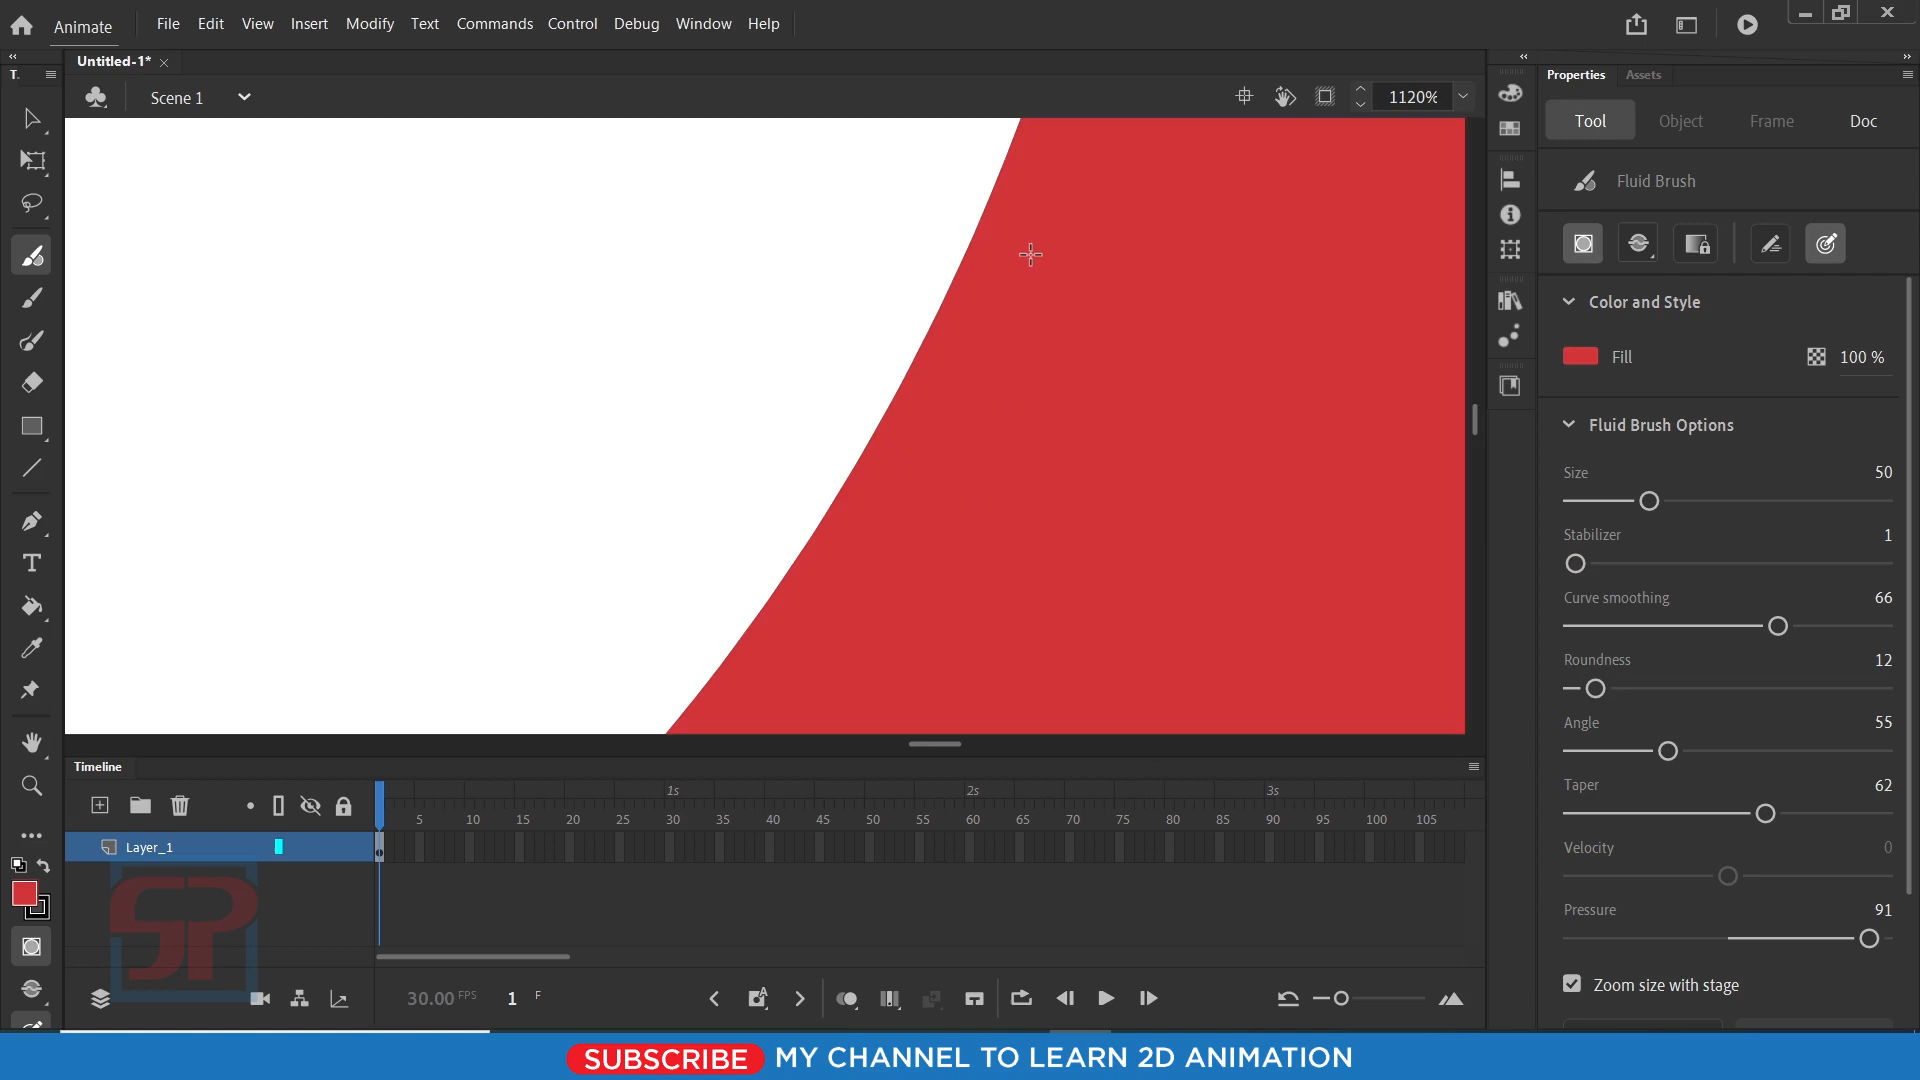 Animate File Edit View Insert Modify Text Commands Control Debug Window Help
T. Untitled-1*
Scene 1
1120%
Properties Assets
Tool Object Frame Doc
Fluid Brush
Color and Style
Fill 100 %
Fluid Brush Options
Size 50
Stabilizer 1
Curve smoothing 66
Roundness 12
Angle 55
Taper 62
Velocity 0
Pressure 91
Zoom size with stage
Timeline
1s 2s 3s
5 10 15 20 25 30 35 40 45 50 55 60 65 70 75 80 85 90 95 100 105
Layer_1
SP
30.00 FPS 1 F
SUBSCRIBE MY CHANNEL TO LEARN 2D ANIMATION